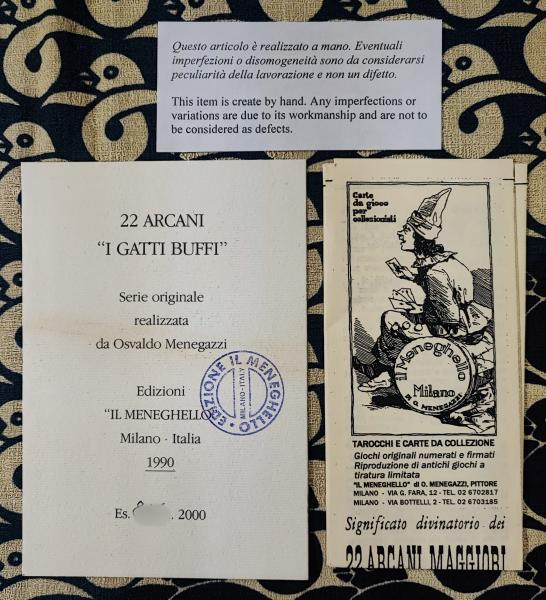 Questo articolo è realizzato a mano. Eventuali
imperfezioni o disomogeneità sono da considerarsi
peculiarità della lavorazione e non un difetto.
This item is create by hand. Any imperfections or
variations are due to its workmanship and are not to
be considered as defects.
22 ARCANI
“I GATTI BUFFI”
Serie originale
realizzata
da Osvaldo Menegazzi
Edizioni
“IL MENEGHELLO”
Milano · Italia
1990
Es. 2000
EDIZIONE IL MENEGHELLO
MILANO - ITALY
Carte
da gioco
per
collezionisti
il Meneghello
Milano
DI O. MENEGAZZI
TAROCCHI E CARTE DA COLLEZIONE
Giochi originali numerati e firmati
Riproduzione di antichi giochi a
tiratura limitata
"IL MENEGHELLO" di O. MENEGAZZI, PITTORE
MILANO - VIA G. FARA, 12 - TEL. 02 6702817
MILANO - VIA BOTTELLI, 2 - TEL. 02 6703185
Significato divinatorio dei
22 ARCANI MAGGIORI